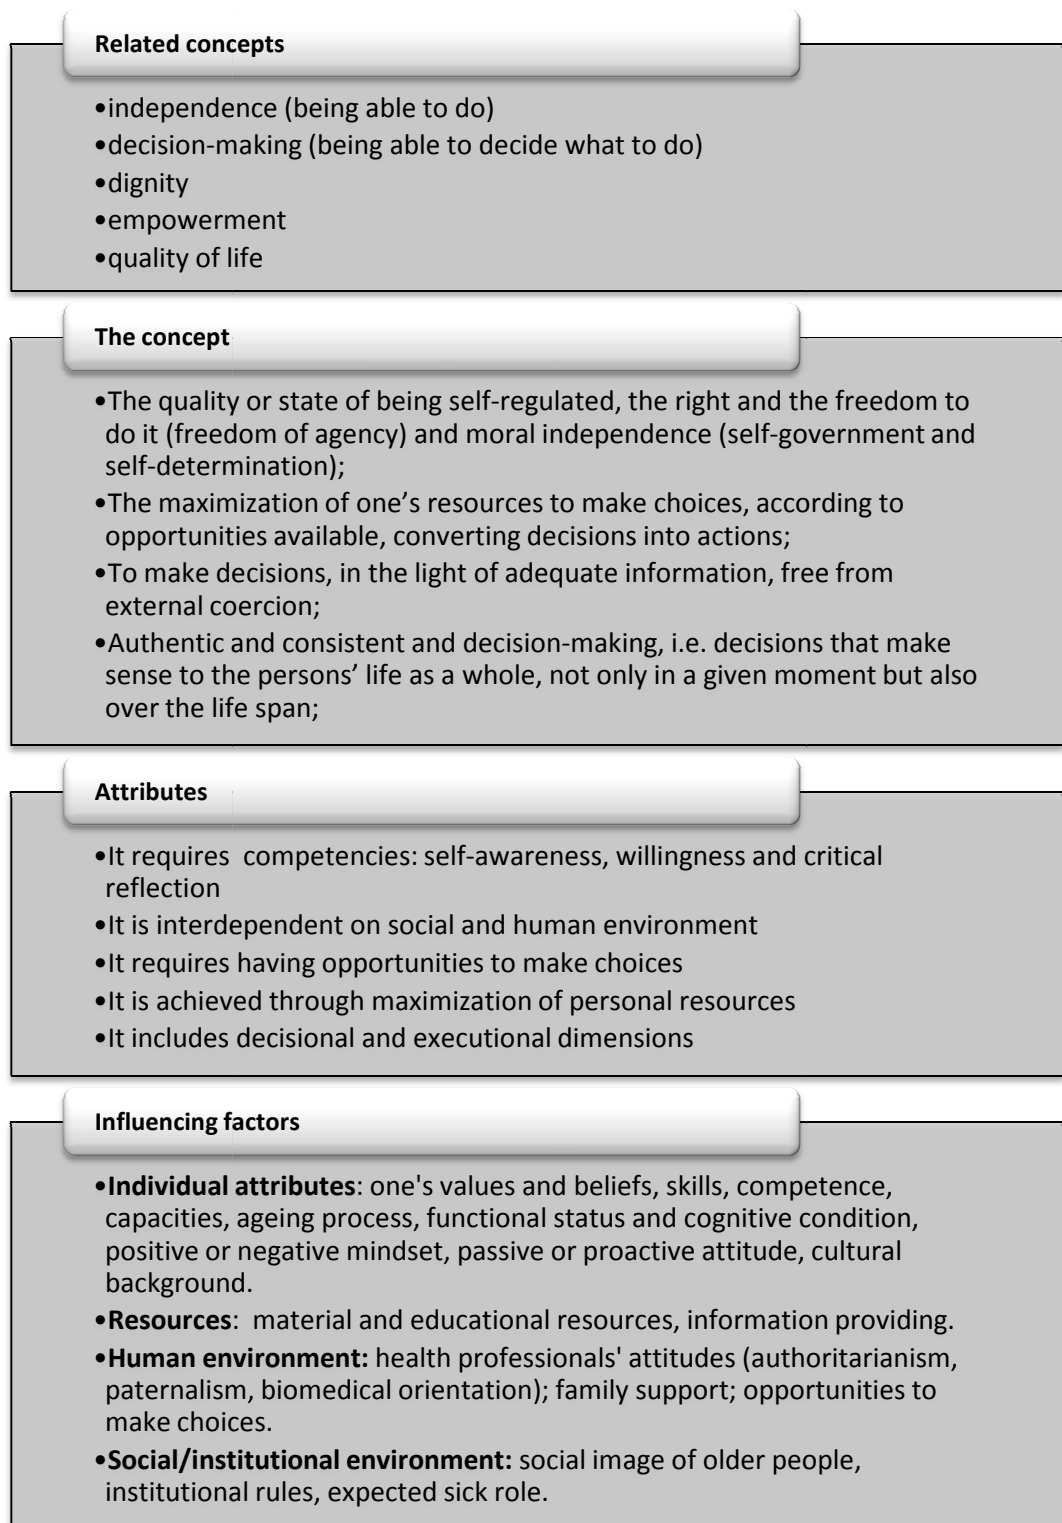 Related concepts
•independence (being able to do)
•decision-making (being able to decide what to do)
•dignity
•empowerment
•quality of life
The concept
•The quality or state of being self-regulated, the right and the freedom to
do it (freedom of agency) and moral independence (self-government and
self-determination);
•The maximization of one’s resources to make choices, according to
opportunities available, converting decisions into actions;
•To make decisions, in the light of adequate information, free from
external coercion;
•Authentic and consistent and decision-making, i.e. decisions that make
sense to the persons’ life as a whole, not only in a given moment but also
over the life span;
Attributes
•It requires  competencies: self-awareness, willingness and critical
reflection
•It is interdependent on social and human environment
•It requires having opportunities to make choices
•It is achieved through maximization of personal resources
•It includes decisional and executional dimensions
Influencing factors
•Individual attributes: one's values and beliefs, skills, competence,
capacities, ageing process, functional status and cognitive condition,
positive or negative mindset, passive or proactive attitude, cultural
background.
•Resources:  material and educational resources, information providing.
•Human environment: health professionals' attitudes (authoritarianism,
paternalism, biomedical orientation); family support; opportunities to
make choices.
•Social/institutional environment: social image of older people,
institutional rules, expected sick role.